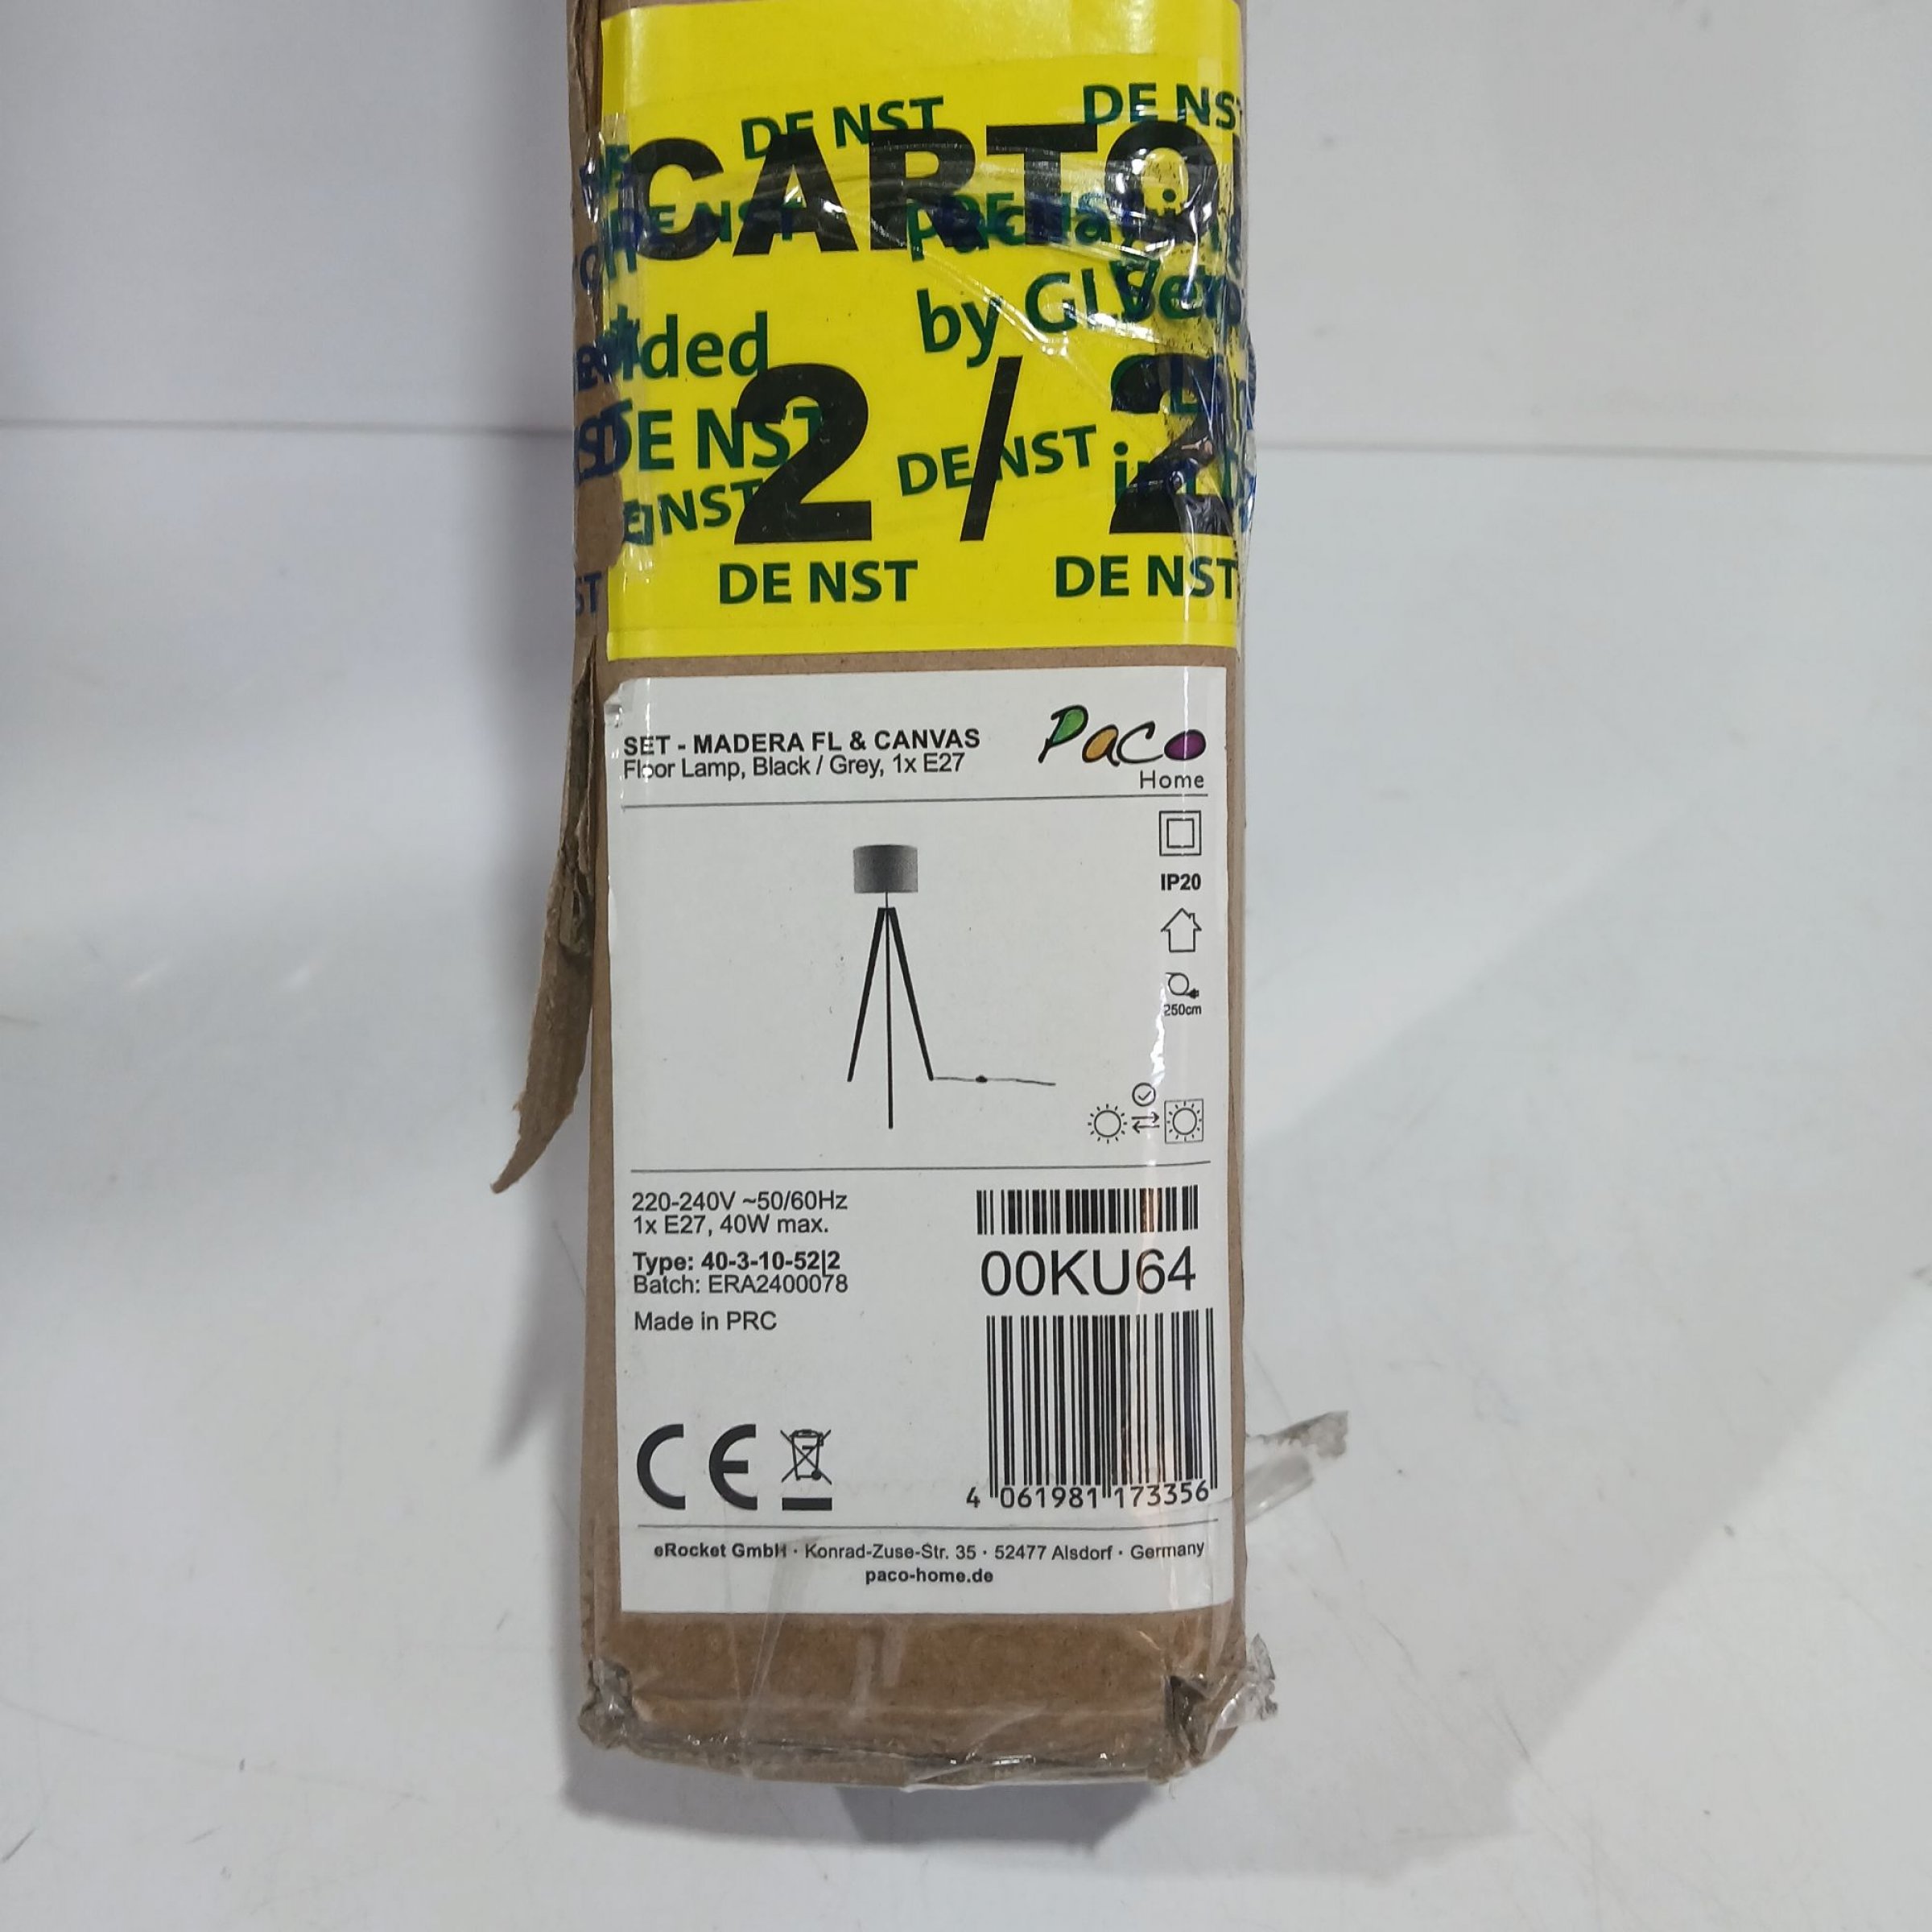 DE NST DE NST
CARTO
DE NST
by GLS
ded
DE NST
2 / 2
DE NST
DE NST DE NST
SET - MADERA FL & CANVAS
Floor Lamp, Black / Grey, 1x E27
Paco
Home
IP20
250cm
220-240V ~50/60Hz
1x E27, 40W max.
Type: 40-3-10-52|2
Batch: ERA2400078
Made in PRC
00KU64
CE
4 061981 173356
eRocket GmbH · Konrad-Zuse-Str. 35 · 52477 Alsdorf · Germany
paco-home.de